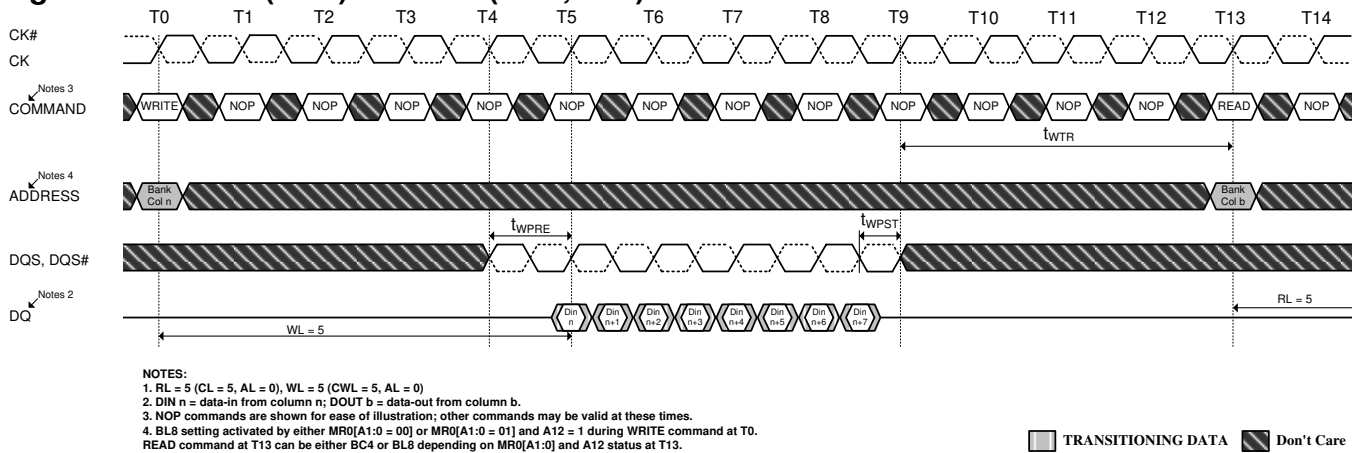 T0 T1 T2 T3 T4 T5 T6 T7 T8 T9 T10 T11 T12 T13 T14
CK#
CK
Notes 3
COMMAND
WRITE NOP NOP NOP NOP NOP NOP NOP NOP NOP NOP NOP NOP READ NOP
tWTR
Notes 4
ADDRESS
Bank Col n
Bank Col b
tWPRE
tWPST
DQS, DQS#
Notes 2
DQ
Din n
Din n+1
Din n+2
Din n+3
Din n+4
Din n+5
Din n+6
Din n+7
WL = 5
RL = 5
NOTES:
1. RL = 5 (CL = 5, AL = 0), WL = 5 (CWL = 5, AL = 0)
2. DIN n = data-in from column n; DOUT b = data-out from column b.
3. NOP commands are shown for ease of illustration; other commands may be valid at these times.
4. BL8 setting activated by either MR0[A1:0 = 00] or MR0[A1:0 = 01] and A12 = 1 during WRITE command at T0.
READ command at T13 can be either BC4 or BL8 depending on MR0[A1:0] and A12 status at T13.
TRANSITIONING DATA
Don't Care